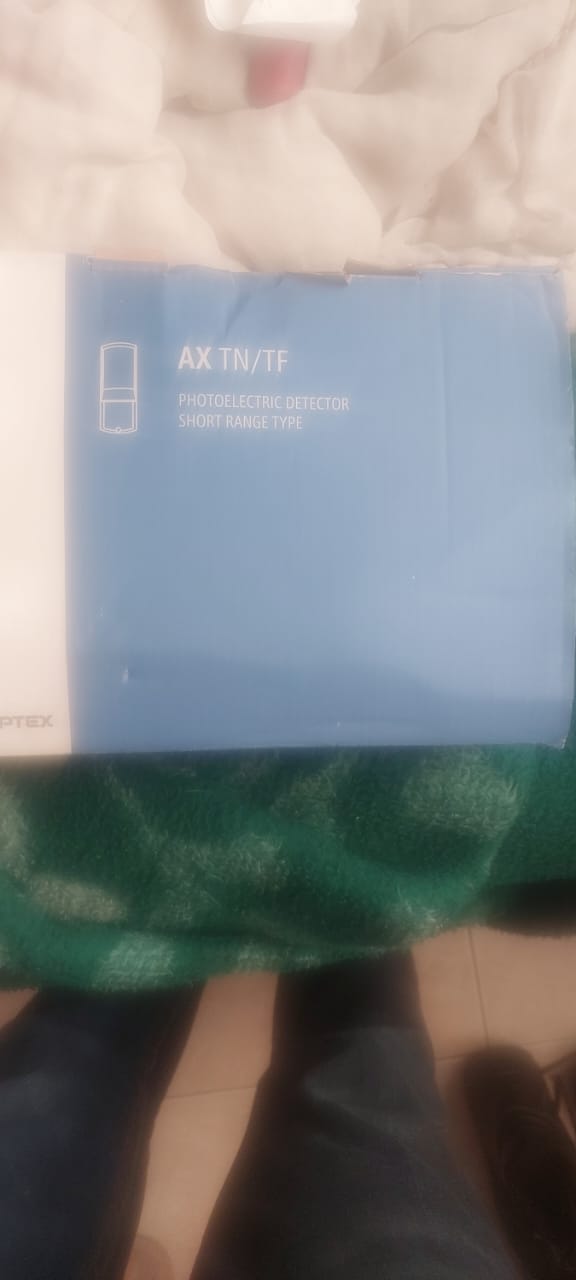 AX TN/TF
PHOTOELECTRIC DETECTOR
SHORT RANGE TYPE
PTEX